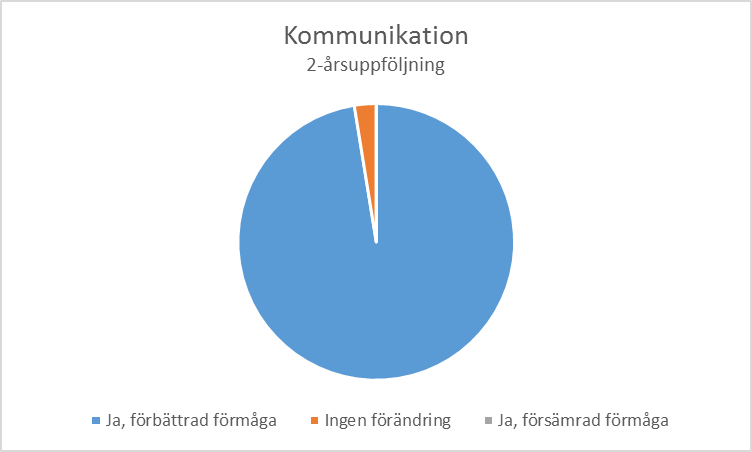 Kommunikation
2-årsuppföljning
Ja, förbättrad förmåga Ingen förändring Ja, försämrad förmåga